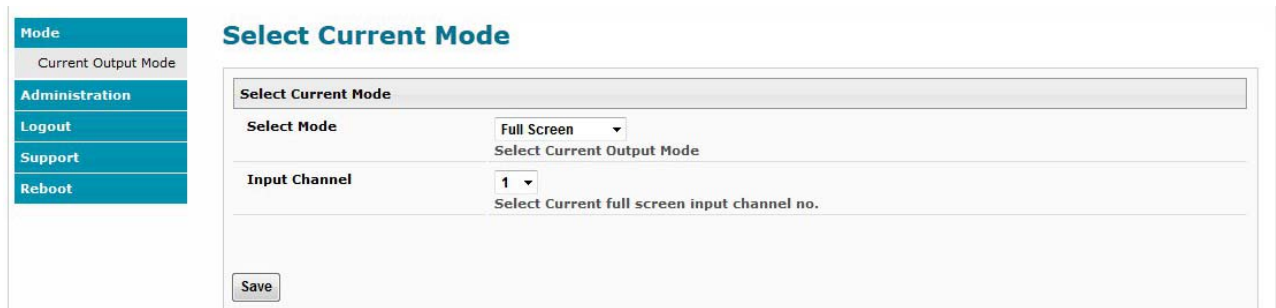 Mode
Current Output Mode
Administration
Logout
Support
Reboot
Select Current Mode
Select Current Mode
Select Mode
Full Screen
Select Current Output Mode
Input Channel
1
Select Current full screen input channel no.
Save